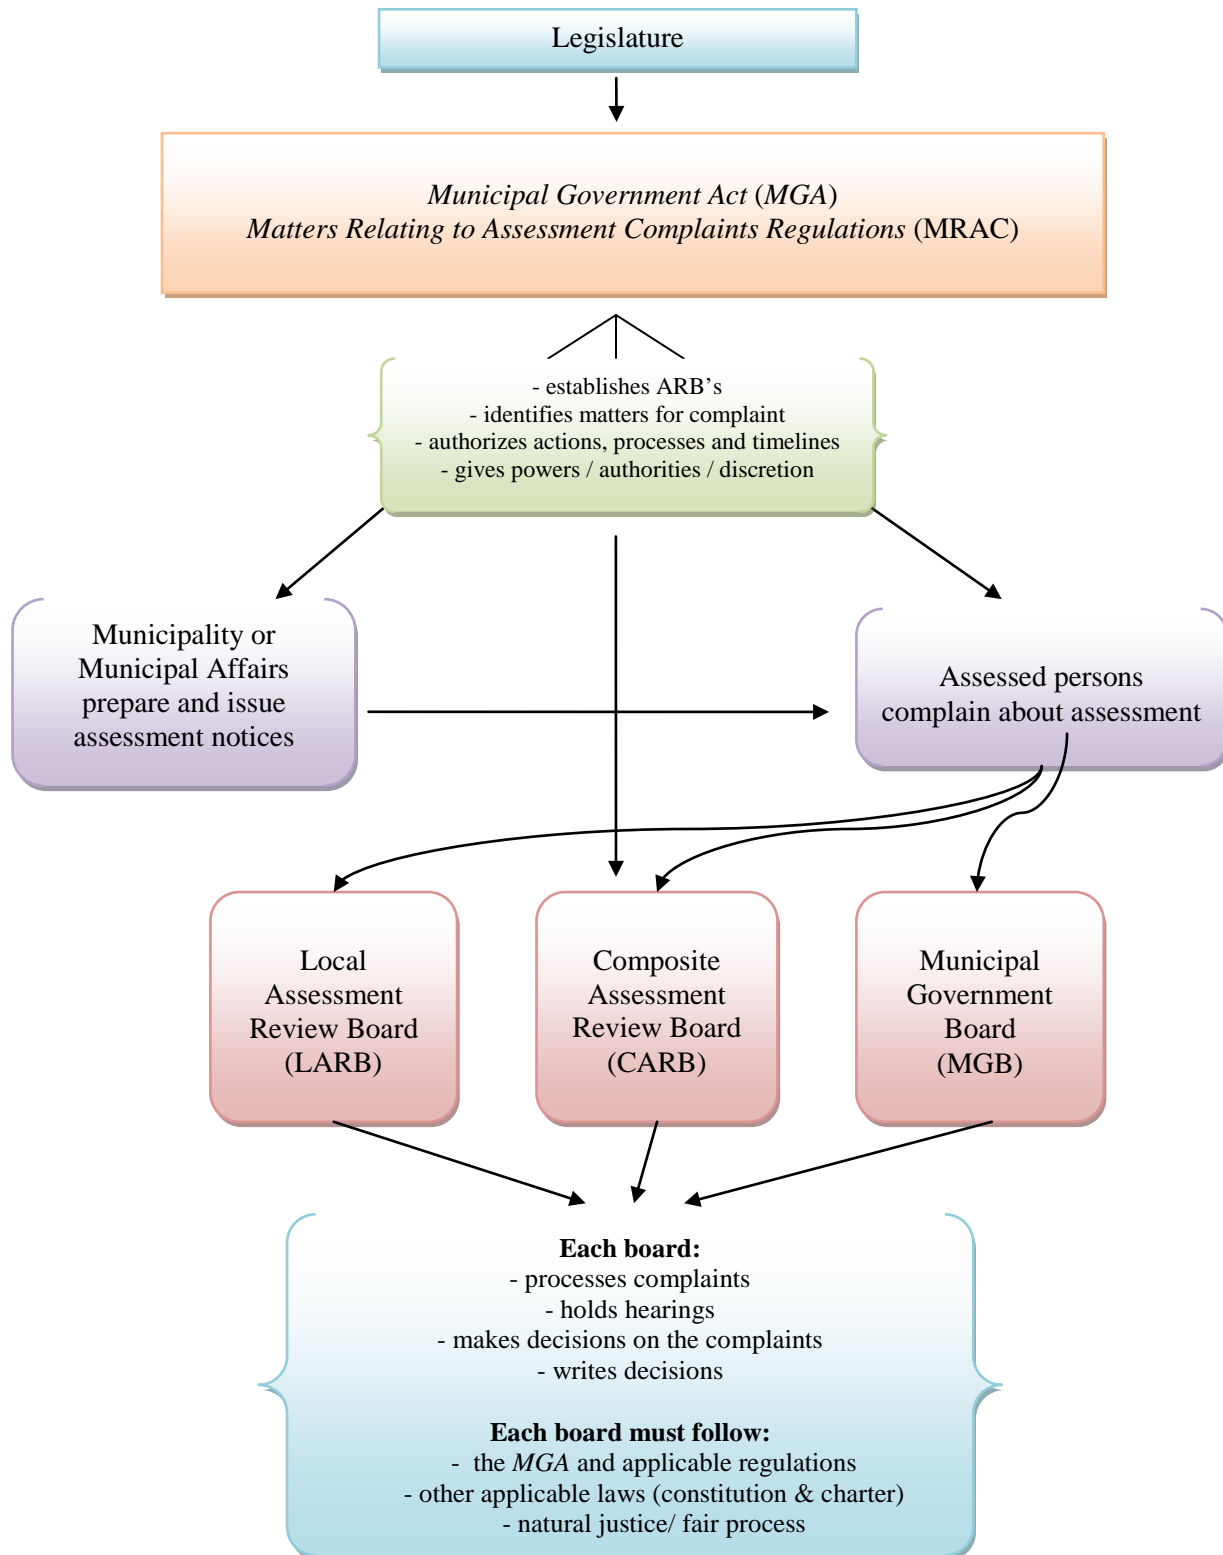 Legislature
Municipal Government Act (MGA)
Matters Relating to Assessment Complaints Regulations (MRAC)
- establishes ARB's
- identifies matters for complaint
- authorizes actions, processes and timelines
- gives powers / authorities / discretion
Municipality or
Municipal Affairs
prepare and issue
assessment notices
Assessed persons
complain about assessment
Local
Assessment
Review Board
(LARB)
Composite
Assessment
Review Board
(CARB)
Municipal
Government
Board
(MGB)
Each board:
- processes complaints
- holds hearings
- makes decisions on the complaints
- writes decisions
Each board must follow:
- the MGA and applicable regulations
- other applicable laws (constitution & charter)
- natural justice/ fair process